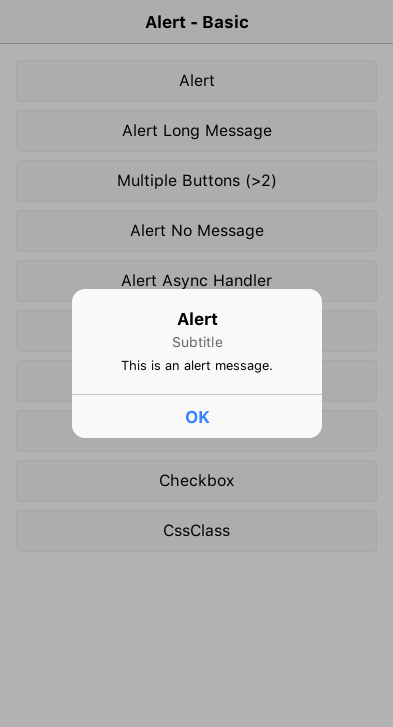 Alert - Basic
Alert
Alert Long Message
Multiple Buttons (>2)
Alert No Message
Alert Async Handler
Alert
Subtitle
This is an alert message.
OK
Checkbox
CssClass